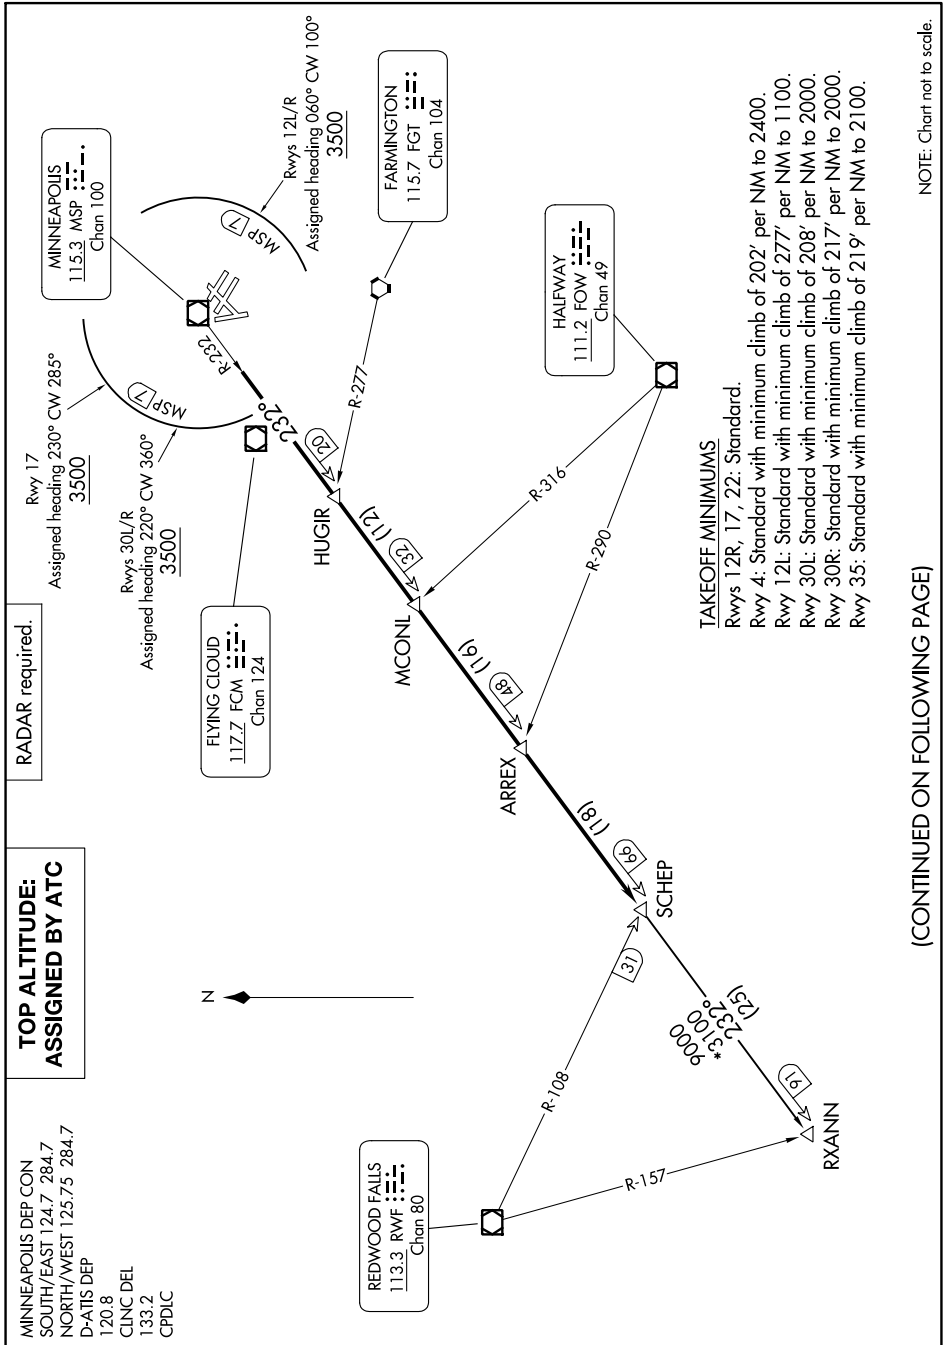 MINNEAPOLIS DEP CON
SOUTH/EAST 124.7 284.7
NORTH/WEST 125.75 284.7
D-ATIS DEP
120.8
CLNC DEL
133.2
CPDLC
TOP ALTITUDE:
ASSIGNED BY ATC
RADAR required.
Rwy 17
Assigned heading 230° CW 285°
3500
Rwys 30L/R
Assigned heading 220° CW 360°
3500
MINNEAPOLIS
115.3 MSP
Chan 100
MSP 7
MSP 7
Rwys 12L/R
Assigned heading 060° CW 100°
3500
FLYING CLOUD
117.7 FCM
Chan 124
R-232
232°
FARMINGTON
115.7 FGT
Chan 104
R-277
20
HUGIR
(12)
32
MCONL
R-316
HALFWAY
111.2 FOW
Chan 49
R-290
(16)
48
ARREX
(18)
66
SCHEP
N
31
R-108
REDWOOD FALLS
113.3 RWF
Chan 80
R-157
9000
*3100
232°
(25)
91
RXANN
TAKEOFF MINIMUMS
Rwys 12R, 17, 22: Standard.
Rwy 4: Standard with minimum climb of 202' per NM to 2400.
Rwy 12L: Standard with minimum climb of 277' per NM to 1100.
Rwy 30L: Standard with minimum climb of 208' per NM to 2000.
Rwy 30R: Standard with minimum climb of 217' per NM to 2000.
Rwy 35: Standard with minimum climb of 219' per NM to 2100.
NOTE: Chart not to scale.
(CONTINUED ON FOLLOWING PAGE)